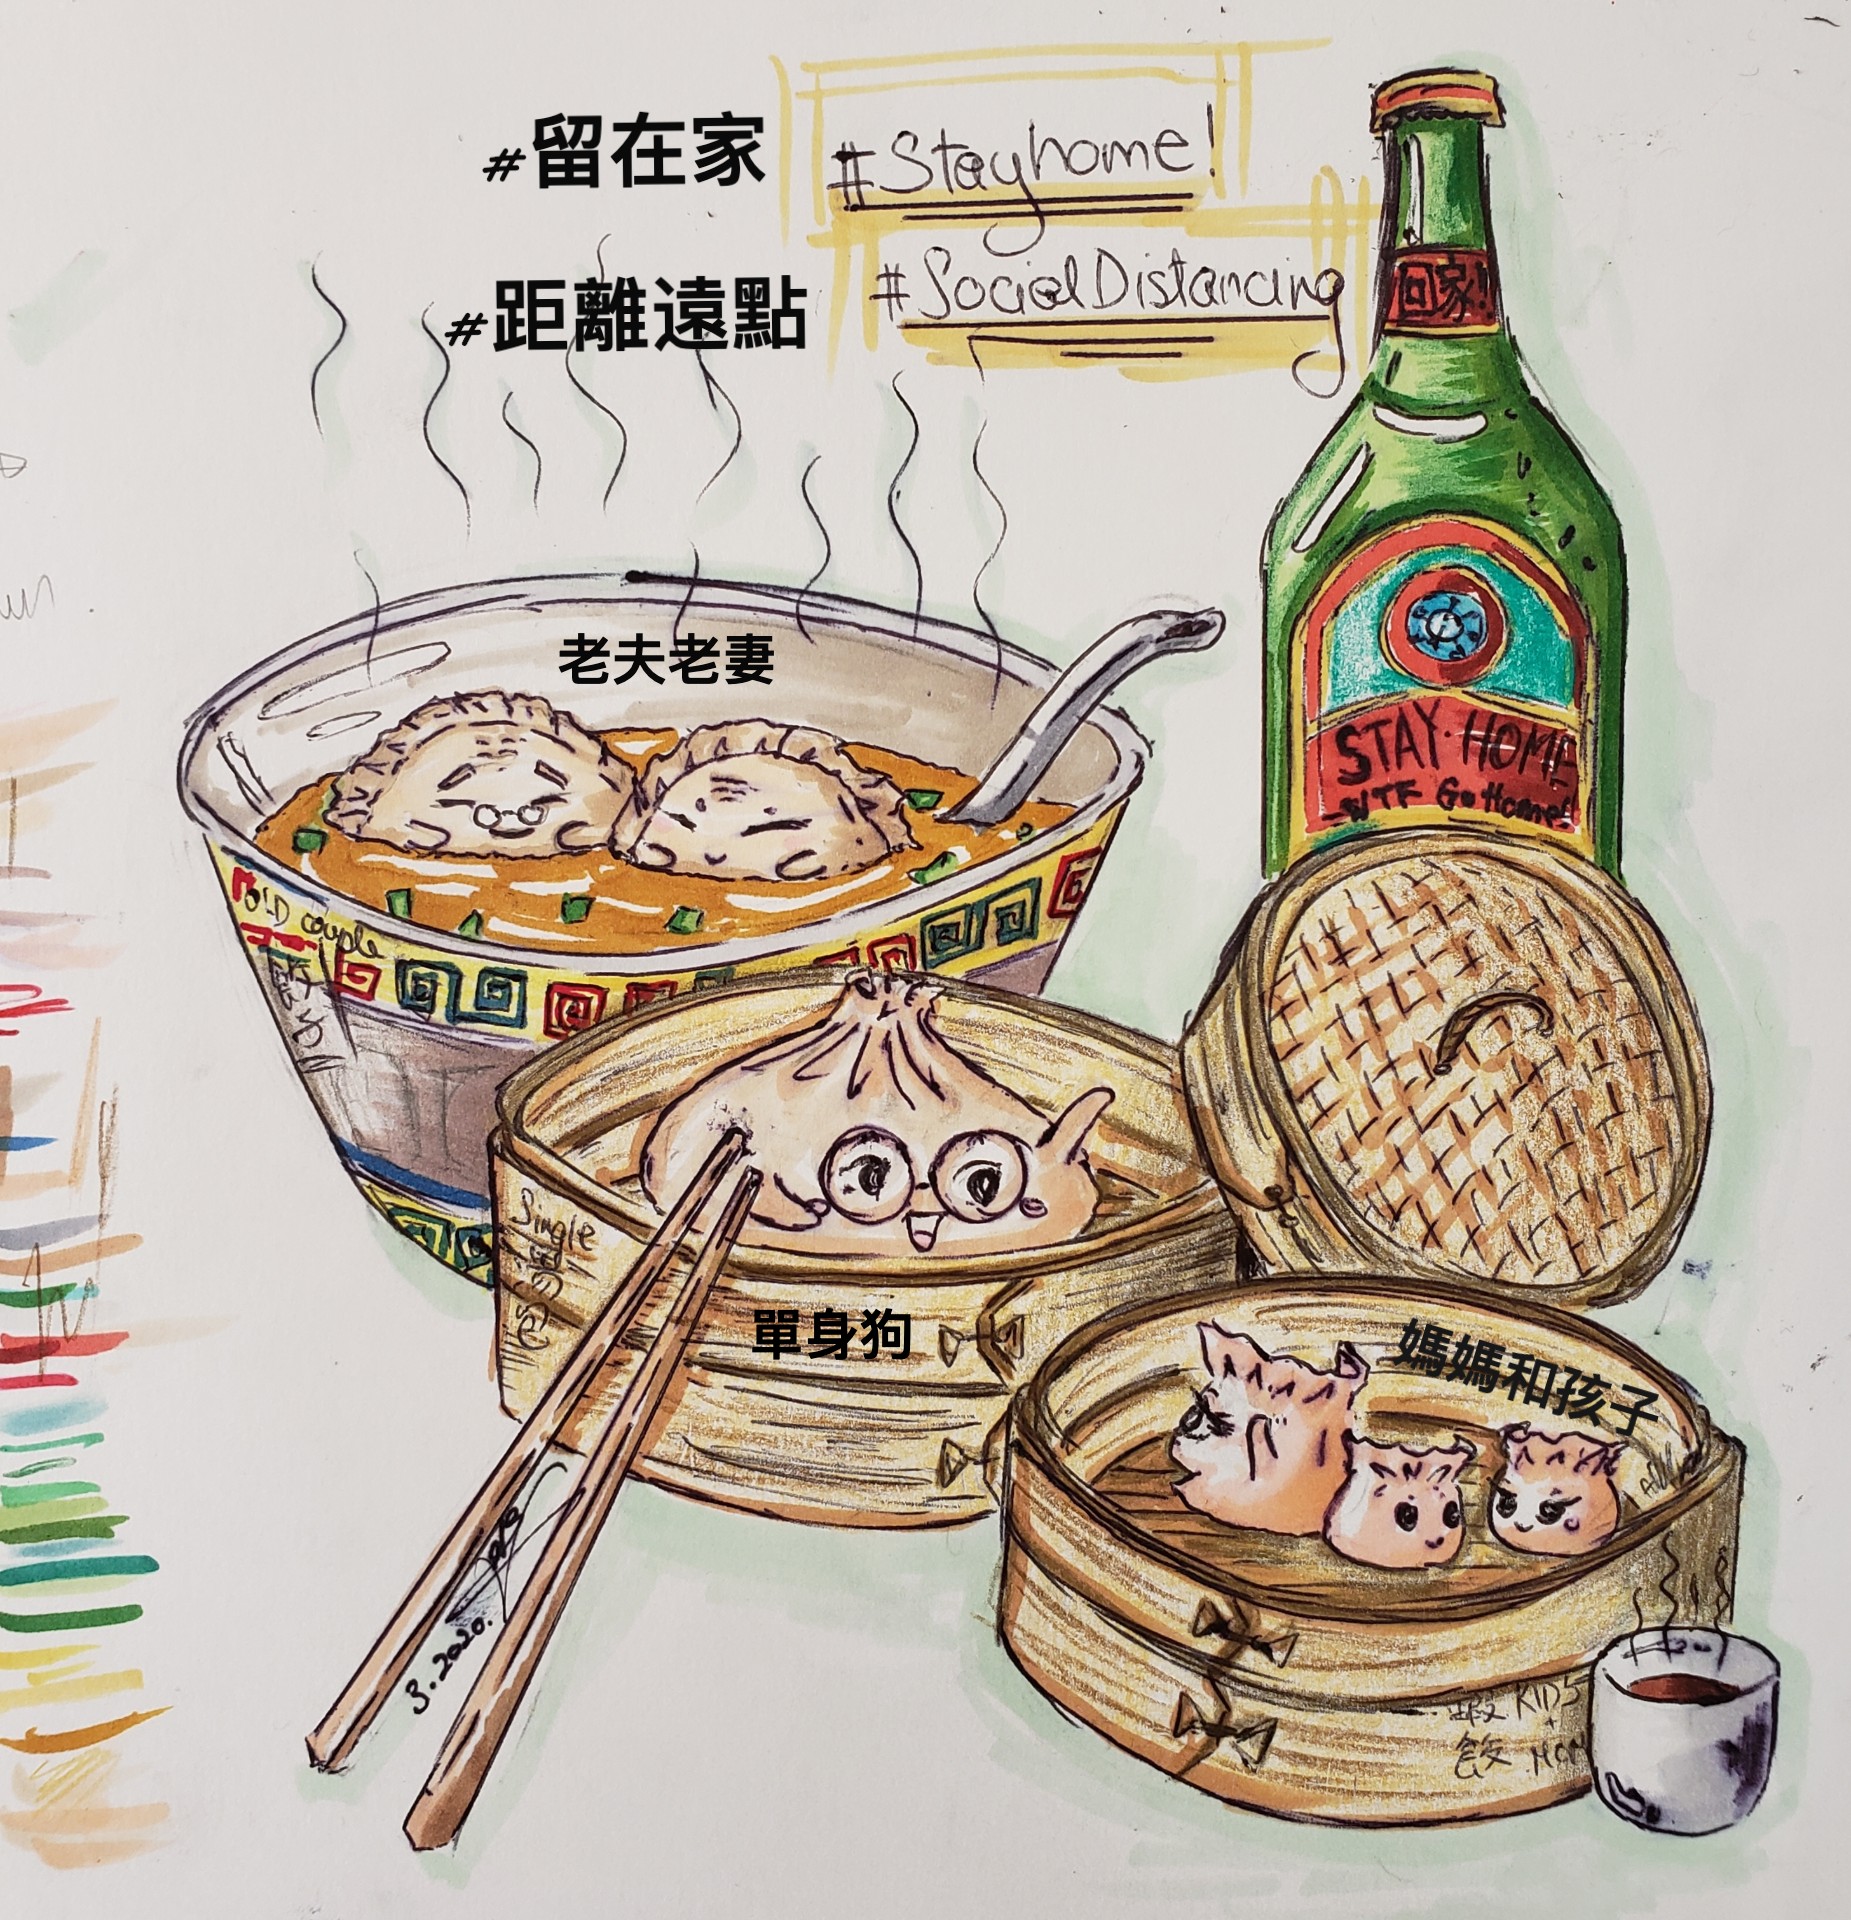 #留在家
#Stayhome!
#距離遠點
#SocialDistancing
回家!
STAY·HOME
WTF Go Home!
老夫老妻
OLD couple
餃子
Single
單身狗
媽媽和孩子
3.2020.
蝦 KIDS
+
餃 MOM